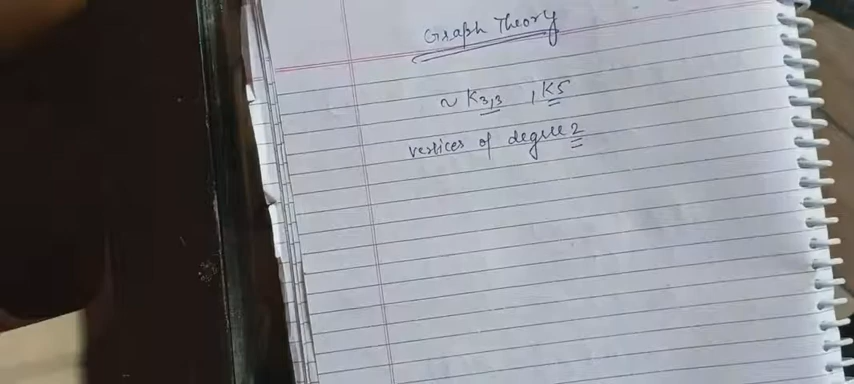 Graph Theory
~ K3,3 , K5
vertices of degree 2